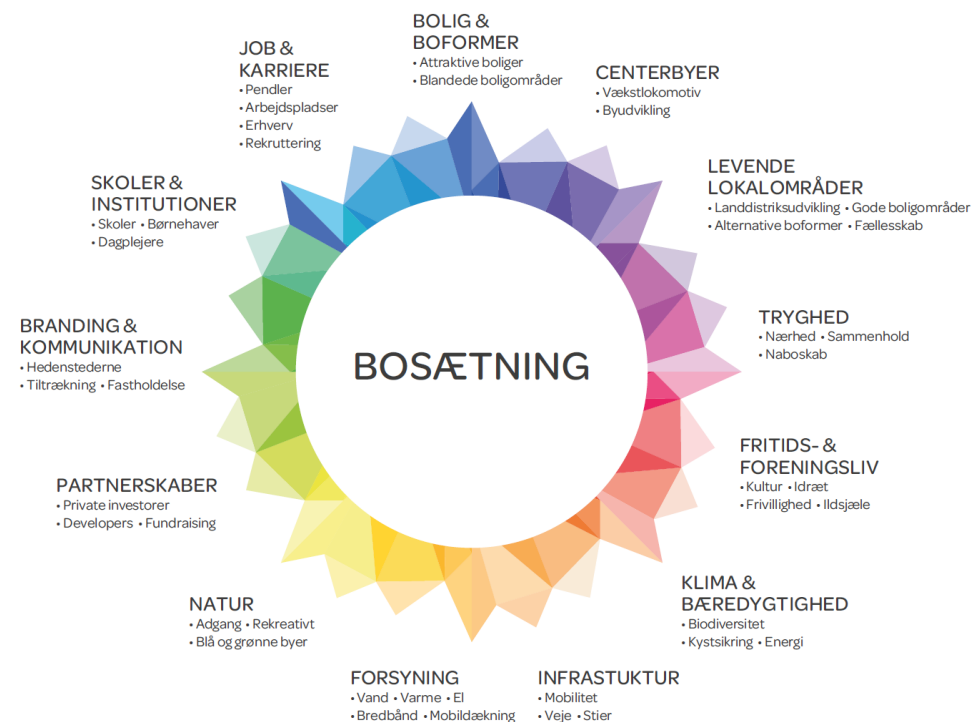 BOLIG &
BOFORMER
• Attraktive boliger
• Blandede boligområder
CENTERBYER
• Vækstlokomotiv
• Byudvikling
LEVENDE
LOKALOMRÅDER
• Landdistriksudvikling • Gode boligområder
• Alternative boformer • Fællesskab
TRYGHED
• Nærhed • Sammenhold
• Naboskab
FRITIDS- &
FORENINGSLIV
• Kultur • Idræt
• Frivillighed • Ildsjæle
KLIMA &
BÆREDYGTIGHED
• Biodiversitet
• Kystsikring • Energi
INFRASTUKTUR
• Mobilitet
• Veje • Stier
FORSYNING
• Vand • Varme • El
• Bredbånd • Mobildækning
NATUR
• Adgang • Rekreativt
• Blå og grønne byer
PARTNERSKABER
• Private investorer
• Developers • Fundraising
BRANDING &
KOMMUNIKATION
• Hedenstederne
• Tiltrækning • Fastholdelse
SKOLER &
INSTITUTIONER
• Skoler • Børnehaver
• Dagplejere
JOB &
KARRIERE
• Pendler
• Arbejdspladser
• Erhverv
• Rekruttering
BOSÆTNING